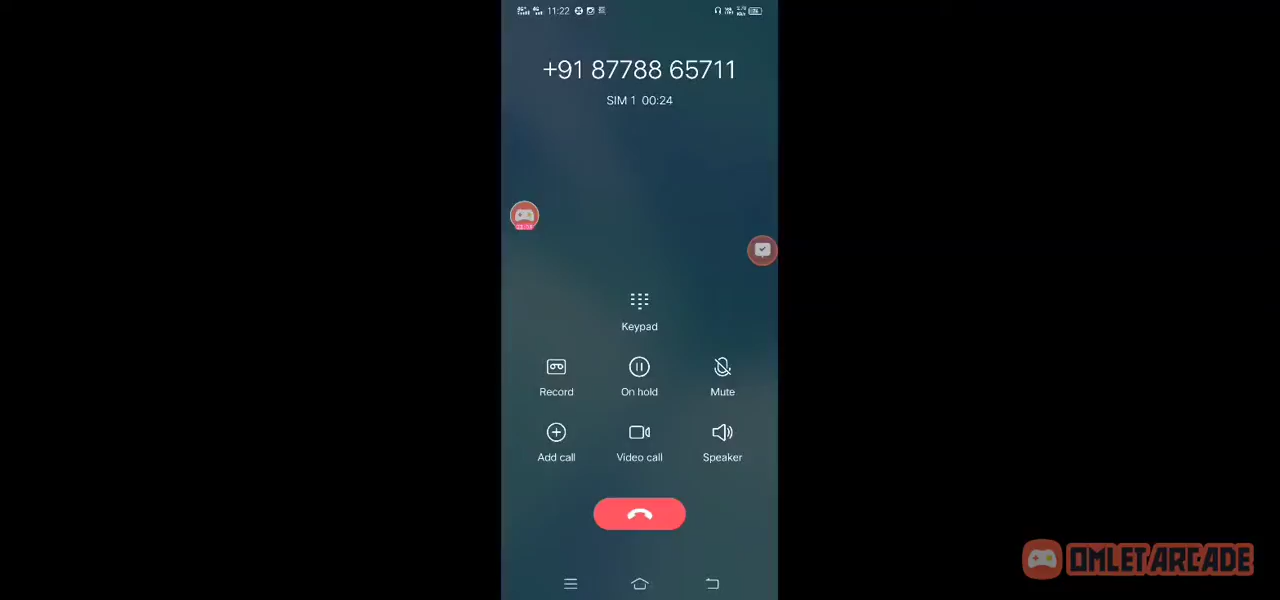 11:22
+91 87788 65711
SIM 1 00:24
Keypad
Record
On hold
Mute
Add call
Video call
Speaker
OMLET ARCADE